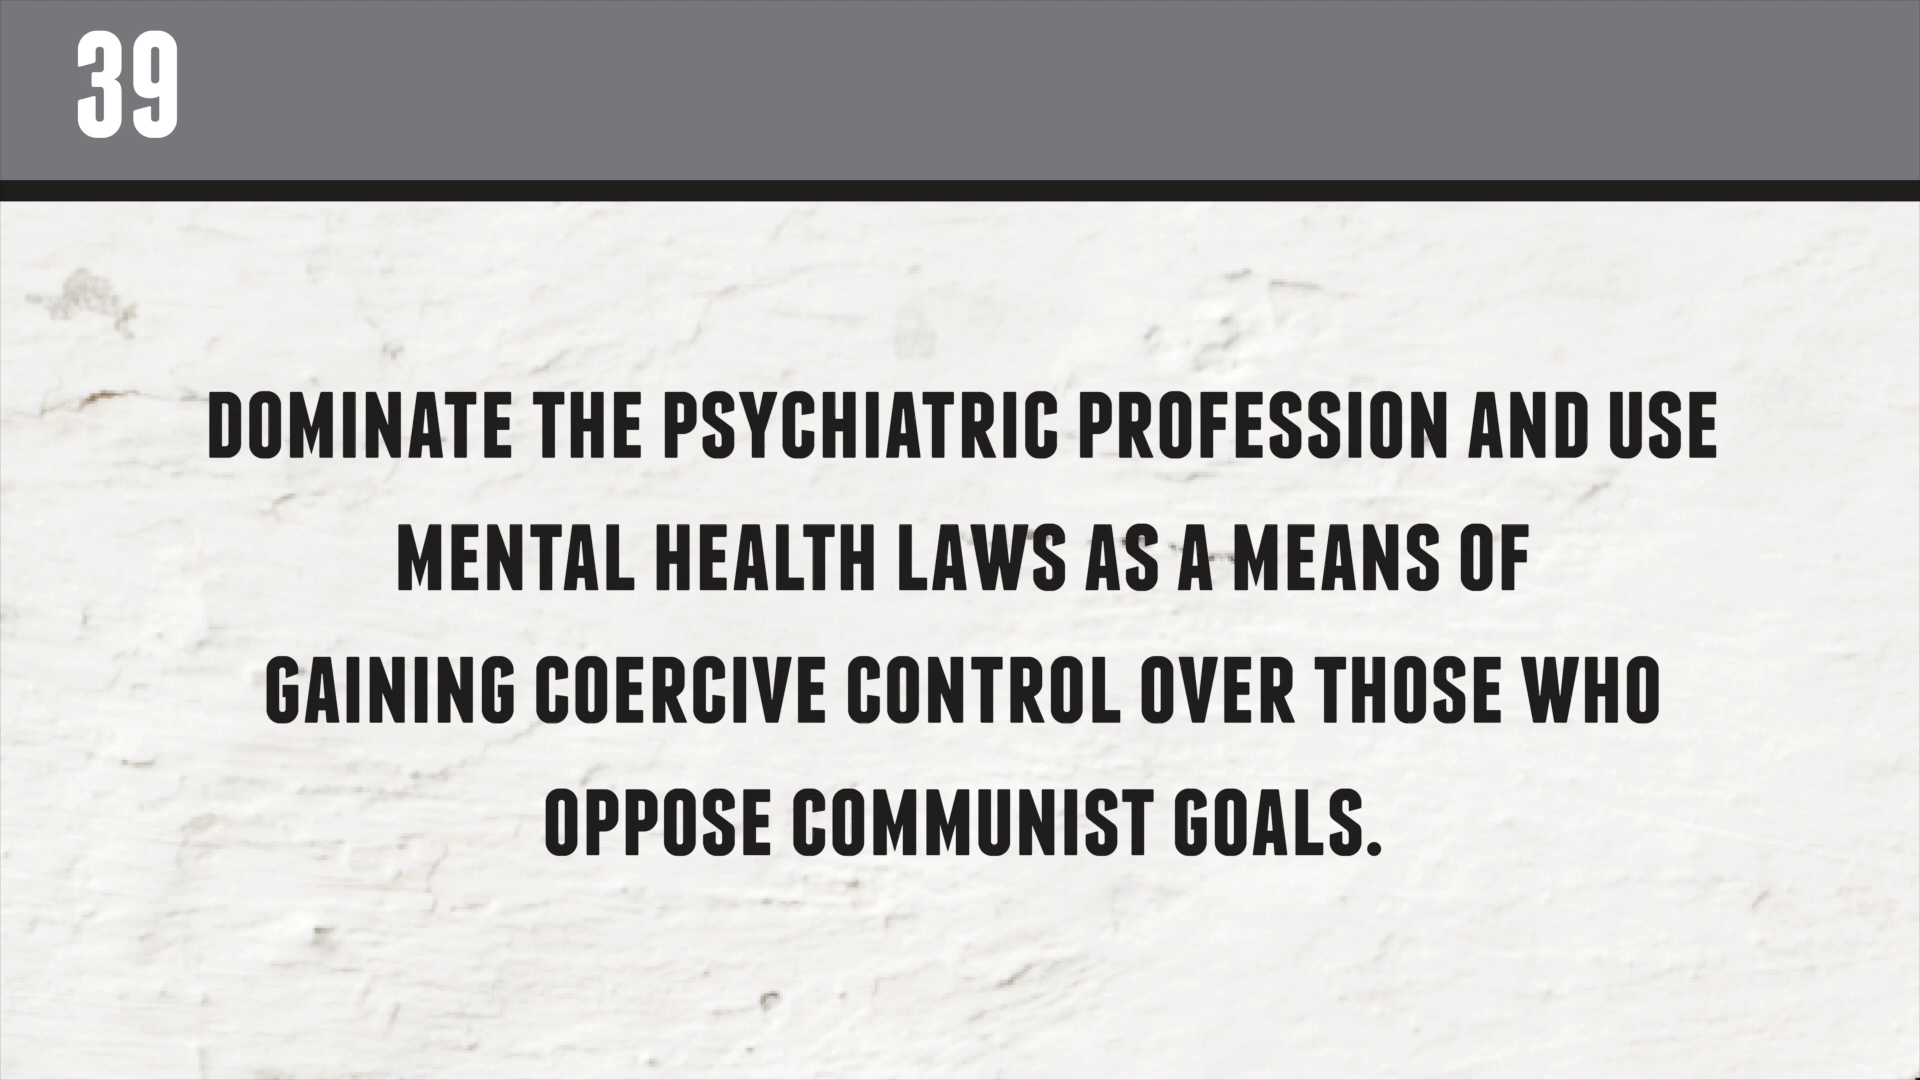 39
DOMINATE THE PSYCHIATRIC PROFESSION AND USE
MENTAL HEALTH LAWS AS A MEANS OF
GAINING COERCIVE CONTROL OVER THOSE WHO
OPPOSE COMMUNIST GOALS.